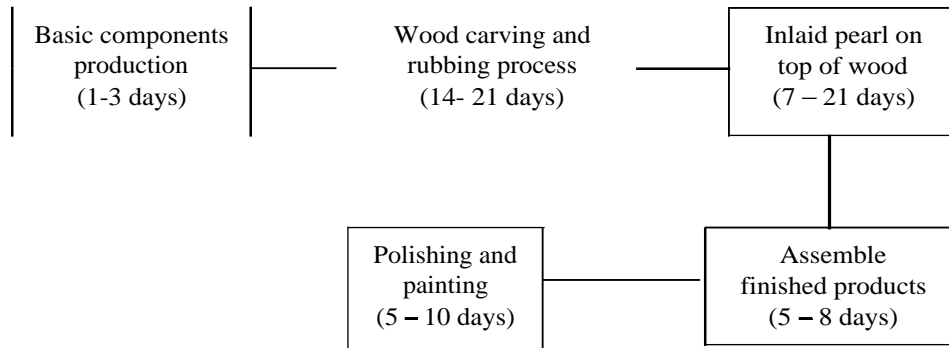 Basic components
production
(1-3 days)
Wood carving and
rubbing process
(14- 21 days)
Inlaid pearl on
top of wood
(7 – 21 days)
Polishing and
painting
(5 – 10 days)
Assemble
finished products
(5 – 8 days)